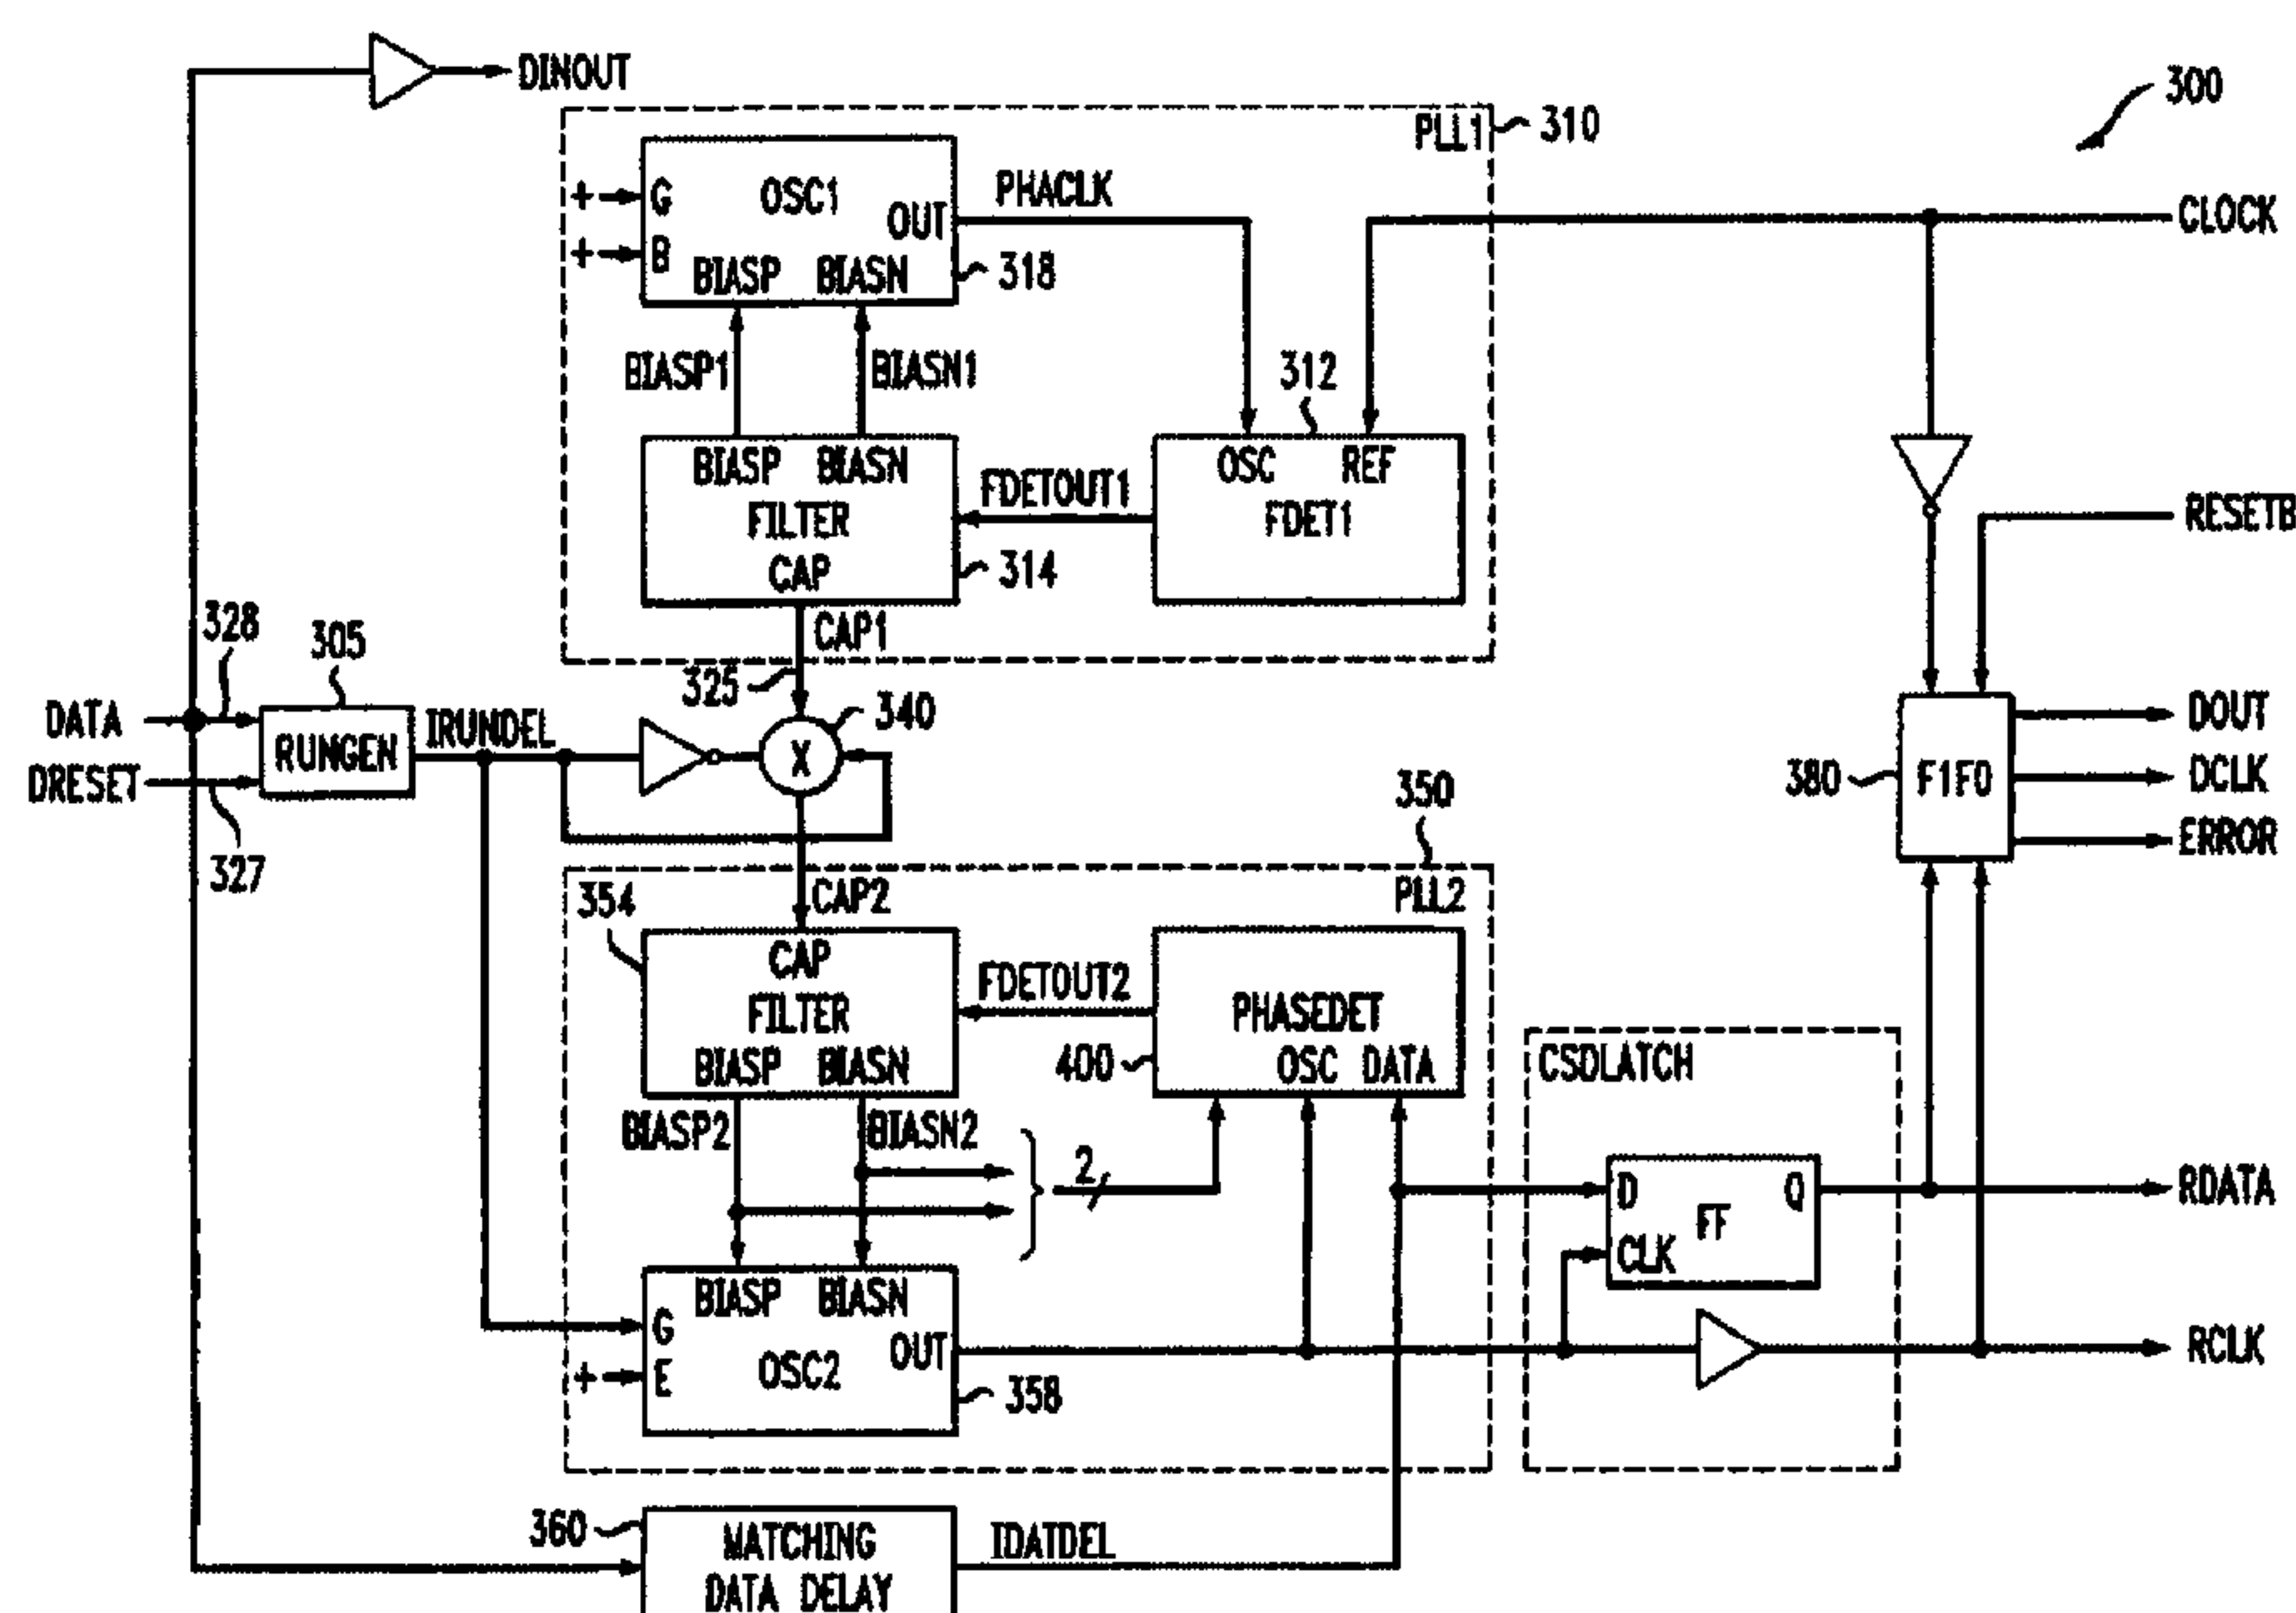 DINOUT
300
PLL1
310
G
OSC1
PHACLK
OUT
B
BIASP BIASN
318
CLOCK
BIASP1
BIASN1
312
BIASP BIASN
FILTER
CAP
314
FDETOUT1
OSC REF
FDET1
RESETB
CAP1
325
328
305
DATA
DRESET
327
RUNGEN
IRUNDEL
340
X
350
380
F1F0
DOUT
DCLK
ERROR
354
CAP2
PLL2
CAP
FILTER
BIASP BIASN
FDETOUT2
PHASEDET
OSC DATA
400
CSDLATCH
BIASP2
BIASN2
2
D
Q
FF
CLK
RDATA
BIASP BIASN
G
OSC2
OUT
E
358
RCLK
360
MATCHING
DATA DELAY
IDATDEL